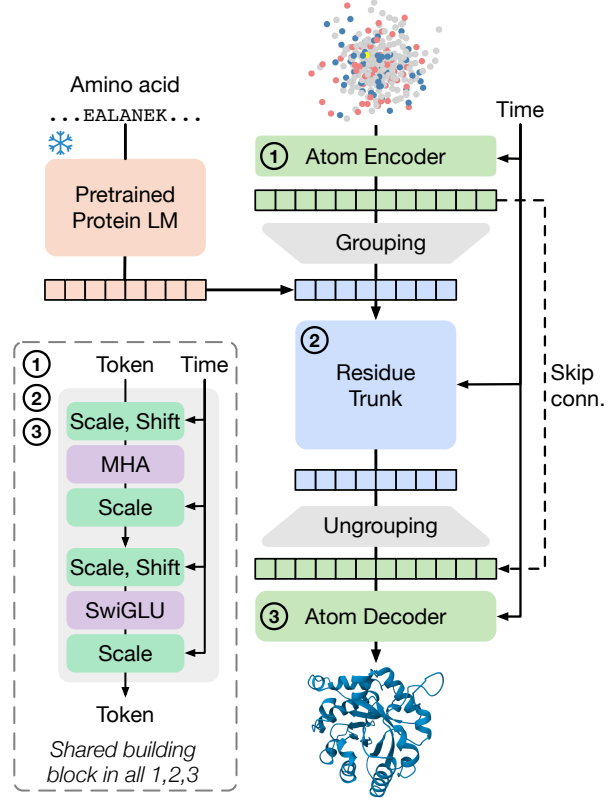 Amino acid
...EALANEK...
Pretrained
Protein LM
Time
1
Atom Encoder
Grouping
2
Residue
Trunk
Skip
conn.
Ungrouping
3
Atom Decoder
1
2
3
Token
Time
Scale, Shift
MHA
Scale
Scale, Shift
SwiGLU
Scale
Token
Shared building
block in all 1,2,3